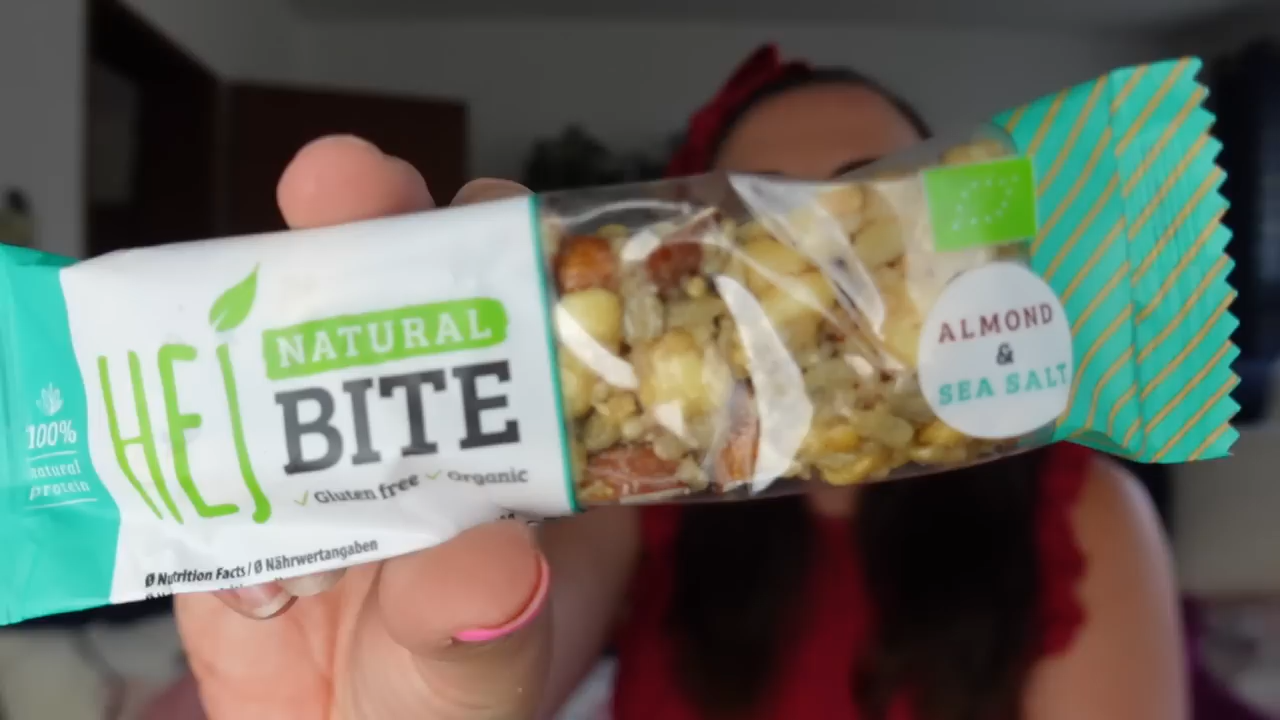 100%
natural
protein
HEJ
NATURAL
BITE
Gluten free Organic
Ø Nutrition Facts / Ø Nährwertangaben
ALMOND
&
SEA SALT